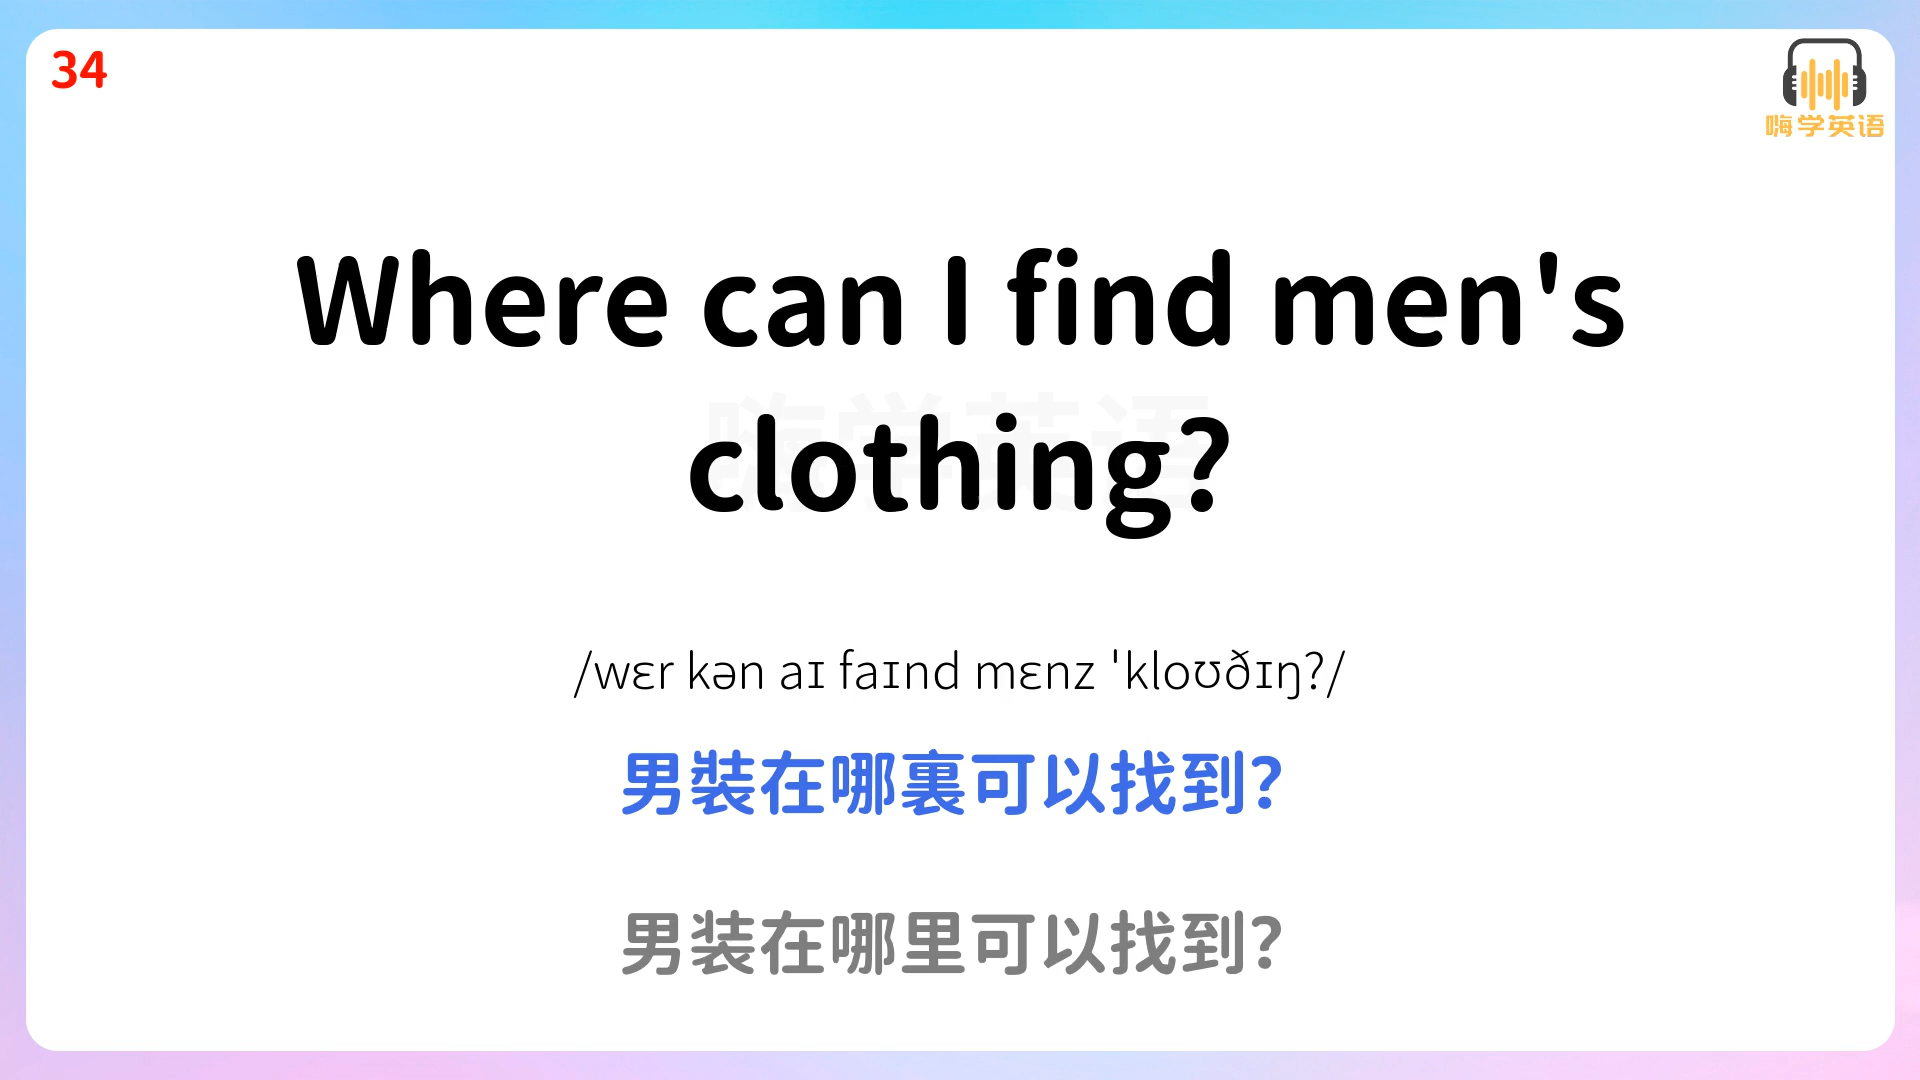 34
嗨学英语
Where can I find men's
clothing?
/wɛr kən aɪ faɪnd mɛnz ˈkloʊðɪŋ?/
男裝在哪裏可以找到?
男装在哪里可以找到?